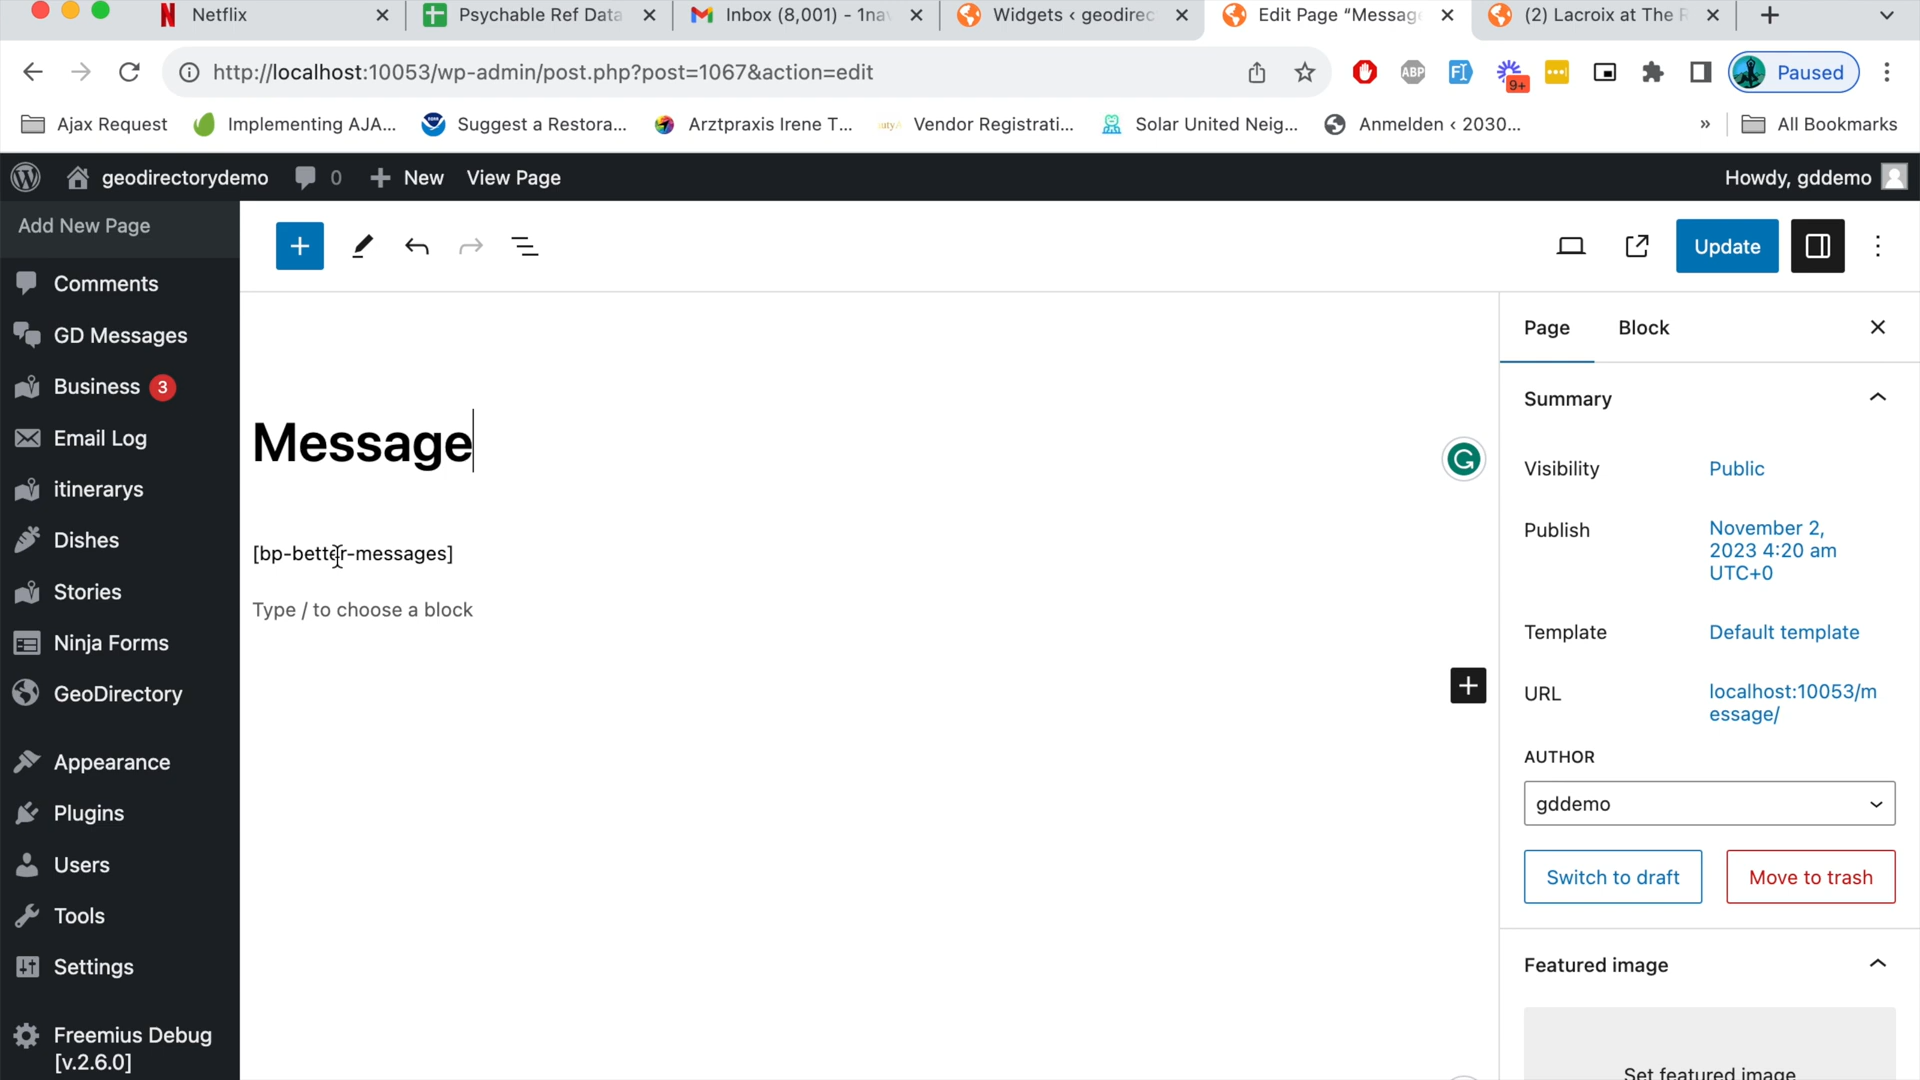 Netflix
Psychable Ref Data
Inbox (8,001) - 1na
Widgets ‹ geodirec
Edit Page “Messag
(2) Lacroix at The R
http://localhost:10053/wp-admin/post.php?post=1067&action=edit
ABP
9+
Paused
Ajax Request
Implementing AJA...
Suggest a Restora...
Arztpraxis Irene T...
Vendor Registrati...
Solar United Neig...
Anmelden ‹ 2030...
»
All Bookmarks
geodirectorydemo
0
New
View Page
Howdy, gddemo
Add New Page
Comments
GD Messages
Business 3
Email Log
itinerarys
Dishes
Stories
Ninja Forms
GeoDirectory
Appearance
Plugins
Users
Tools
Settings
Freemius Debug
[v.2.6.0]
Update
Message
[bp-better-messages]
Type / to choose a block
Page
Block
Summary
Visibility
Public
Publish
November 2,
2023 4:20 am
UTC+0
Template
Default template
URL
localhost:10053/m
essage/
AUTHOR
gddemo
Switch to draft
Move to trash
Featured image
Set featured image